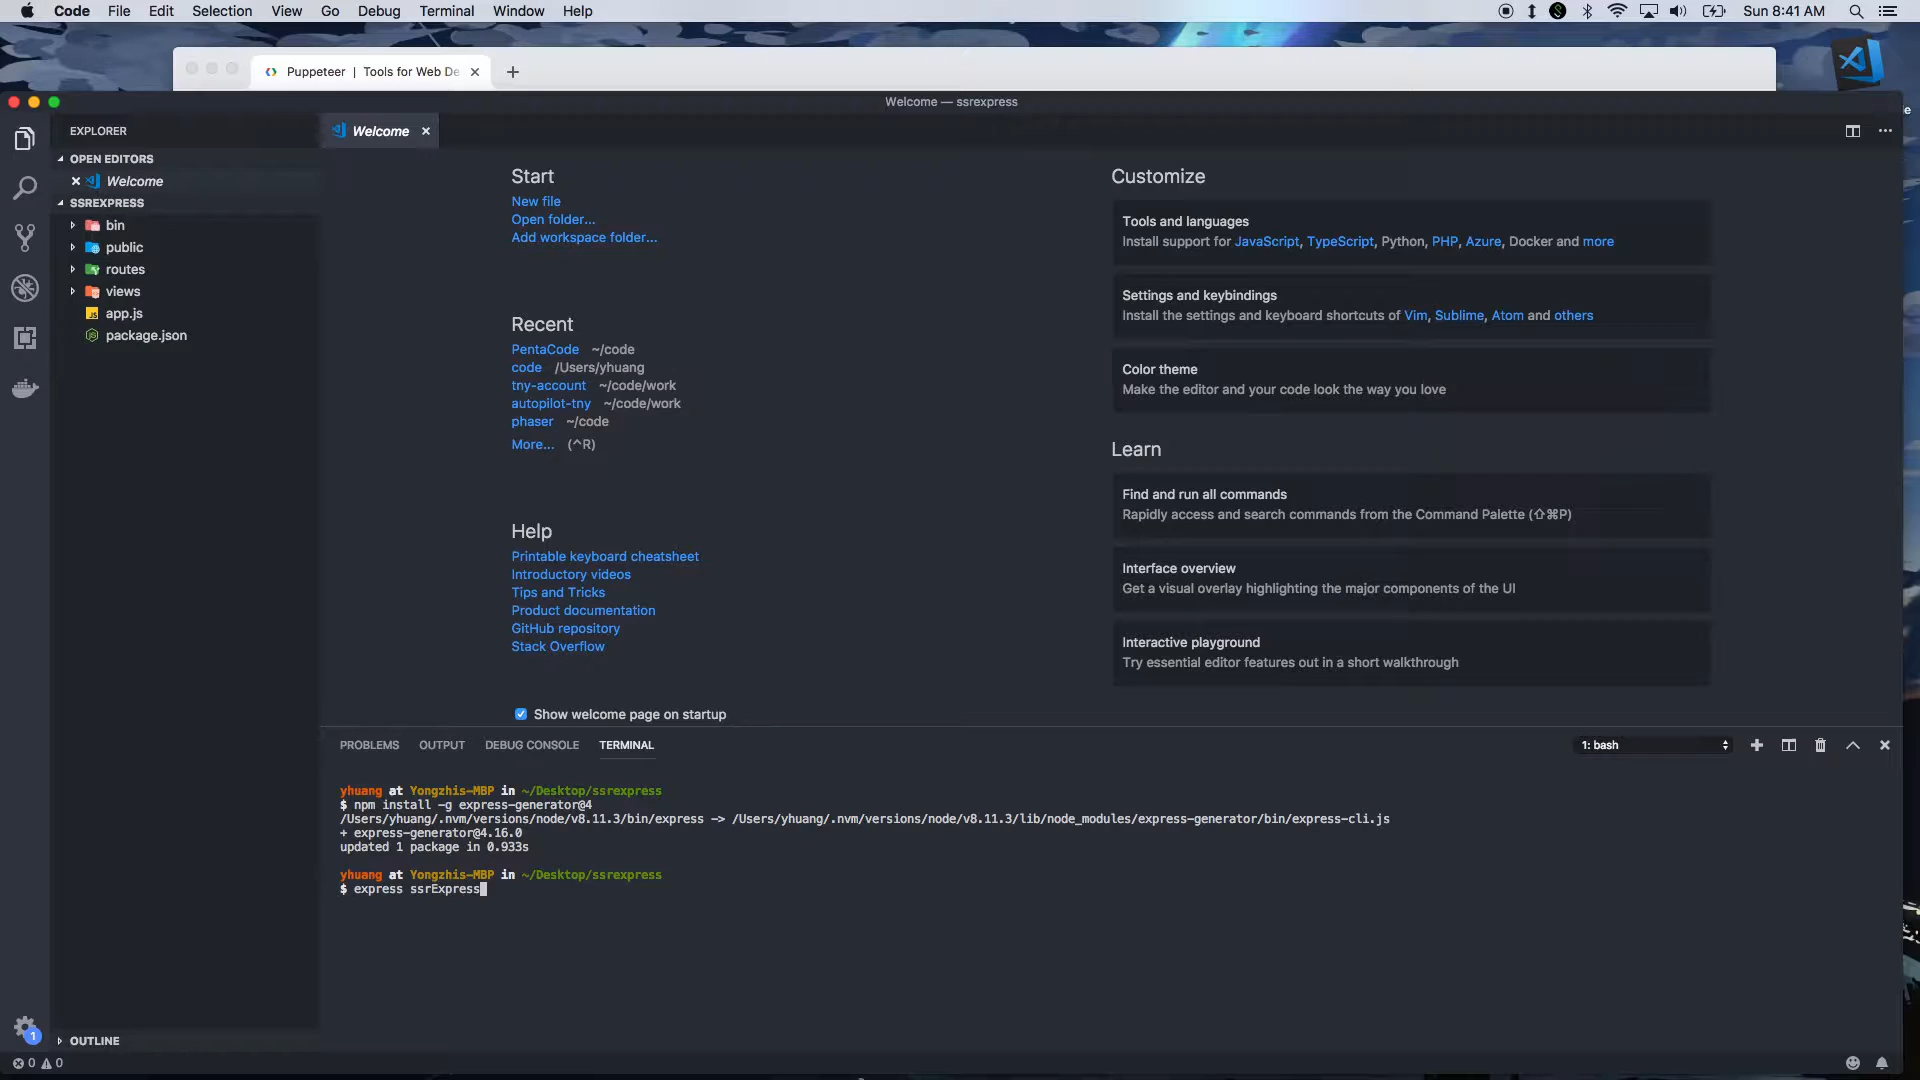 Code File Edit Selection View Go Debug Terminal Window Help
Sun 8:41 AM
Puppeteer | Tools for Web De
Welcome — ssrexpress
EXPLORER
OPEN EDITORS
Welcome
SSREXPRESS
bin
public
routes
views
app.js
package.json
OUTLINE
Welcome
Start
New file
Open folder...
Add workspace folder...
Recent
PentaCode ~/code
code /Users/yhuang
tny-account ~/code/work
autopilot-tny ~/code/work
phaser ~/code
More... (^R)
Help
Printable keyboard cheatsheet
Introductory videos
Tips and Tricks
Product documentation
GitHub repository
Stack Overflow
Show welcome page on startup
Customize
Tools and languages
Install support for JavaScript, TypeScript, Python, PHP, Azure, Docker and more
Settings and keybindings
Install the settings and keyboard shortcuts of Vim, Sublime, Atom and others
Color theme
Make the editor and your code look the way you love
Learn
Find and run all commands
Rapidly access and search commands from the Command Palette (⇧⌘P)
Interface overview
Get a visual overlay highlighting the major components of the UI
Interactive playground
Try essential editor features out in a short walkthrough
PROBLEMS OUTPUT DEBUG CONSOLE TERMINAL
1: bash
yhuang at Yongzhis-MBP in ~/Desktop/ssrexpress
$ npm install -g express-generator@4
/Users/yhuang/.nvm/versions/node/v8.11.3/bin/express -> /Users/yhuang/.nvm/versions/node/v8.11.3/lib/node_modules/express-generator/bin/express-cli.js
+ express-generator@4.16.0
updated 1 package in 0.933s
yhuang at Yongzhis-MBP in ~/Desktop/ssrexpress
$ express ssrExpress
1
0 0